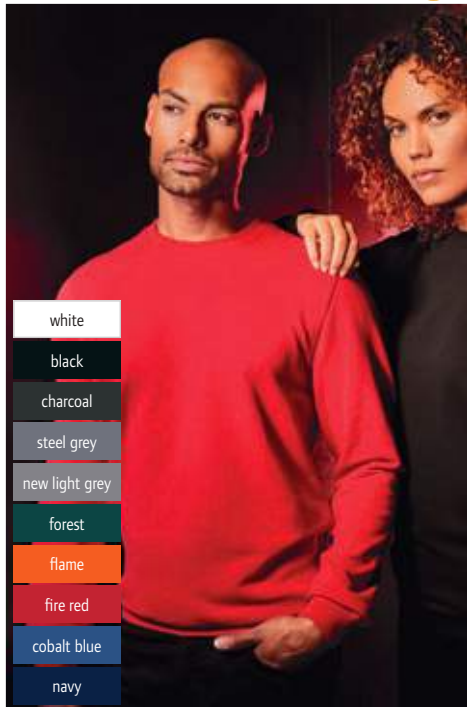 white
black
charcoal
steel grey
new light grey
forest
flame
fire red
cobalt blue
navy